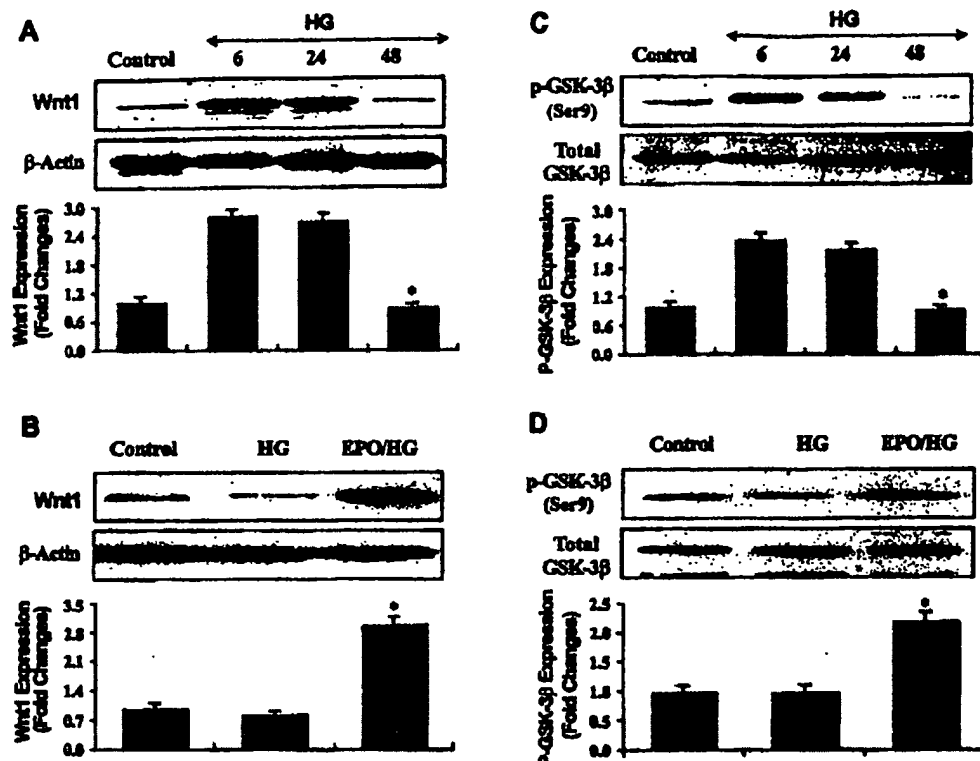 A
HG
Control 6 24 48
Wnt1
β-Actin
Wnt1 Expression
(Fold Changes)
3.0
2.4
1.8
1.2
0.6
0.0
*
B
Control HG EPO/HG
Wnt1
β-Actin
Wnt1 Expression
(Fold Changes)
3.5
2.8
2.1
1.4
0.7
0.0
*
C
HG
Control 6 24 48
p-GSK-3β
(Ser9)
Total
GSK-3β
P-GSK-3β Expression
(Fold Changes)
3.0
2.4
1.8
1.2
0.6
0.0
*
D
Control HG EPO/HG
p-GSK-3β
(Ser9)
Total
GSK-3β
P-GSK-3β Expression
(Fold Changes)
2.5
2.0
1.5
1.0
0.5
0.0
*